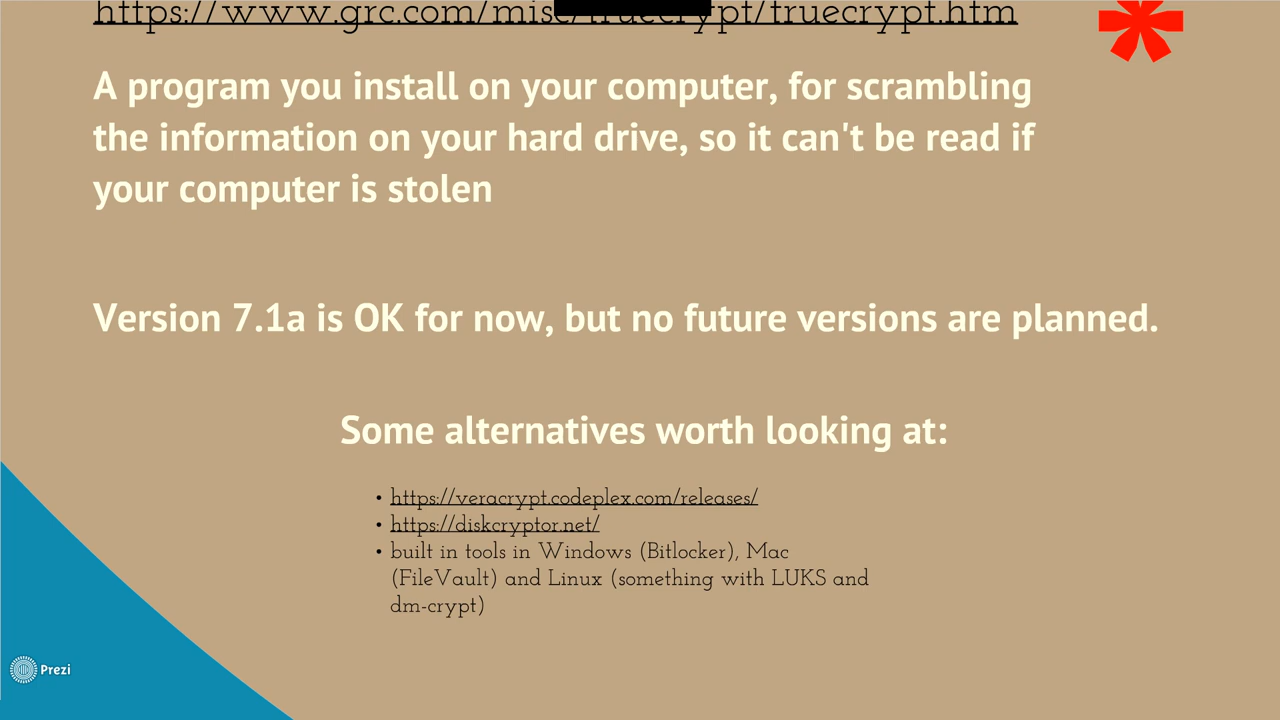 https://www.grc.com/misc/truecrypt/truecrypt.htm
A program you install on your computer, for scrambling
the information on your hard drive, so it can't be read if
your computer is stolen
Version 7.1a is OK for now, but no future versions are planned.
Some alternatives worth looking at:
• https://veracrypt.codeplex.com/releases/
• https://diskcryptor.net/
• built in tools in Windows (Bitlocker), Mac
(FileVault) and Linux (something with LUKS and
dm-crypt)
Prezi